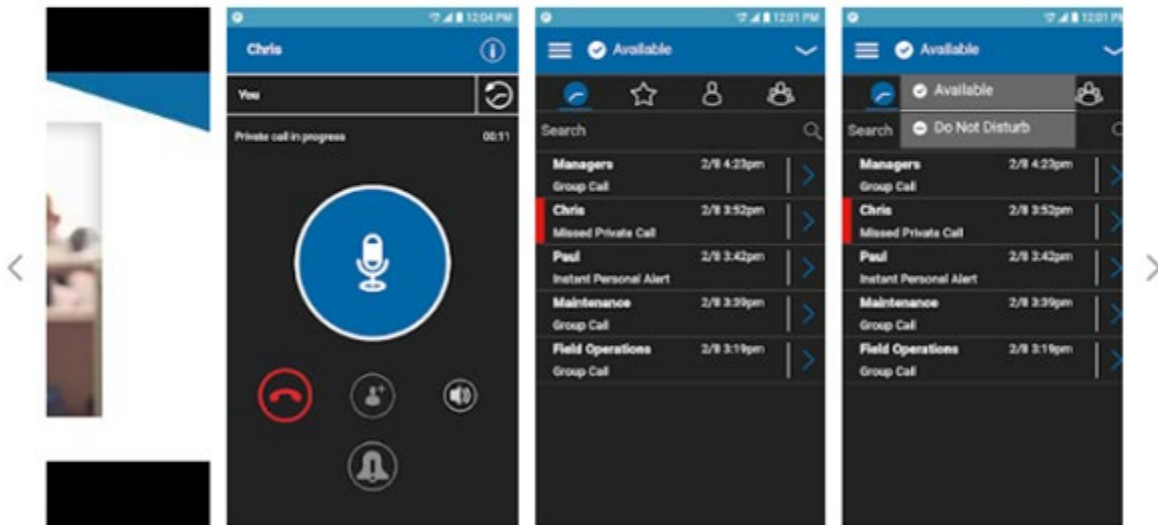 12:04 PM
Chris
You
Private call in progress 00:11
12:01 PM
Available
Search
Managers 2/8 4:23pm
Group Call
Chris 2/8 3:52pm
Missed Private Call
Paul 2/8 3:42pm
Instant Personal Alert
Maintenance 2/8 3:39pm
Group Call
Field Operations 2/8 3:19pm
Group Call
12:01 PM
Available
Available
Search Do Not Disturb
Managers 2/8 4:23pm
Group Call
Chris 2/8 3:52pm
Missed Private Call
Paul 2/8 3:42pm
Instant Personal Alert
Maintenance 2/8 3:39pm
Group Call
Field Operations 2/8 3:19pm
Group Call